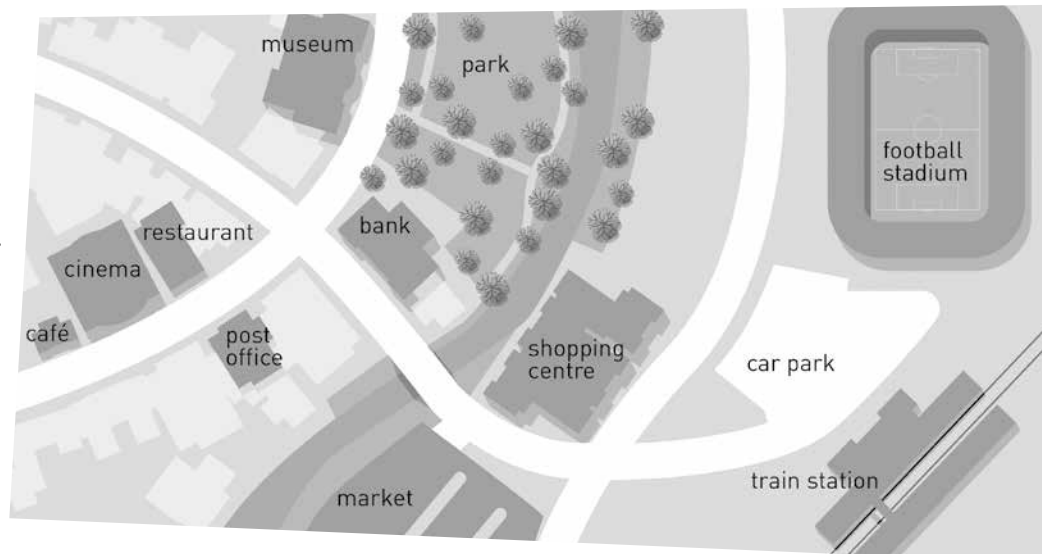 museum
park
football
stadium
restaurant
bank
cinema
café
post
office
shopping
centre
car park
train station
market